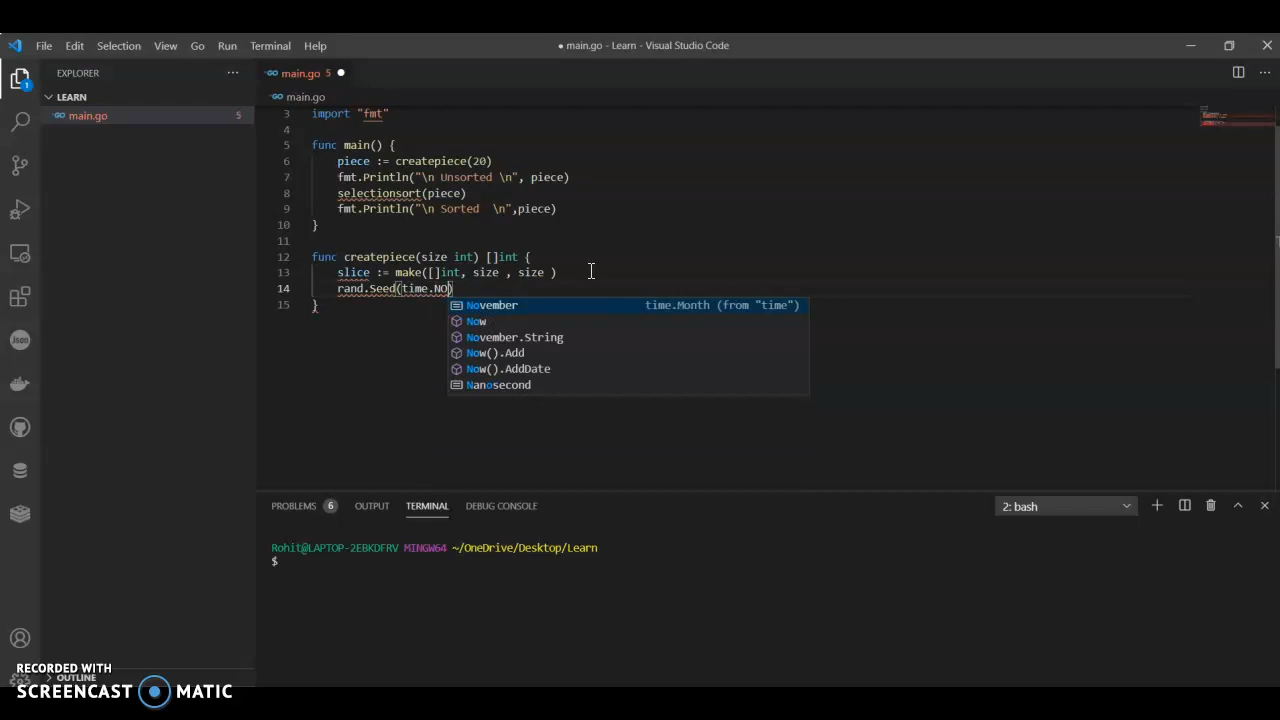 File Edit Selection View Go Run Terminal Help
● main.go - Learn - Visual Studio Code
EXPLORER
main.go 5
LEARN
main.go
main.go 5
3 import "fmt"
4
5 func main() {
6 piece := createpiece(20)
7 fmt.Println("\n Unsorted \n", piece)
8 selectionsort(piece)
9 fmt.Println("\n Sorted  \n",piece)
10 }
11
12 func createpiece(size int) []int {
13 slice := make([]int, size , size )
14 rand.Seed(time.NO)
15 }
November time.Month (from "time")
Now
November.String
Now().Add
Now().AddDate
Nanosecond
1
Json
PROBLEMS 6 OUTPUT TERMINAL DEBUG CONSOLE
2: bash
Rohit@LAPTOP-2EBKDFRV MINGW64 ~/OneDrive/Desktop/Learn
$
OUTLINE
RECORDED WITH
SCREENCAST MATIC